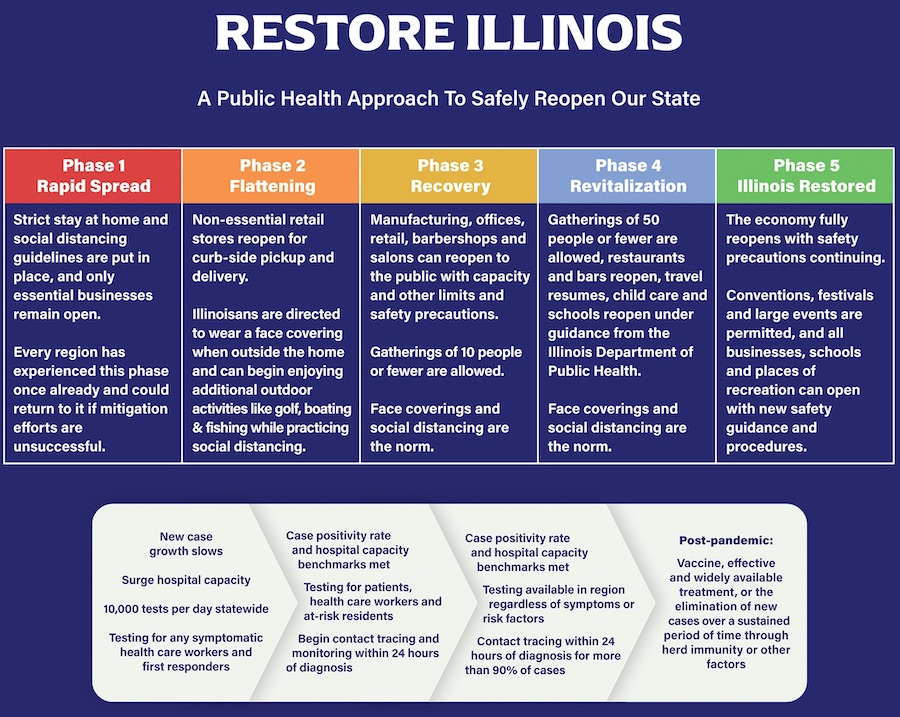 RESTORE ILLINOIS
A Public Health Approach To Safely Reopen Our State
Phase 1
Rapid Spread
Strict stay at home and
social distancing
guidelines are put in
place, and only
essential businesses
remain open.
Every region has
experienced this phase
once already and could
return to it if mitigation
efforts are
unsuccessful.
Phase 2
Flattening
Non-essential retail
stores reopen for
curb-side pickup and
delivery.
Illinoisans are directed
to wear a face covering
when outside the home
and can begin enjoying
additional outdoor
activities like golf, boating
& fishing while practicing
social distancing.
Phase 3
Recovery
Manufacturing, offices,
retail, barbershops and
salons can reopen to
the public with capacity
and other limits and
safety precautions.
Gatherings of 10 people
or fewer are allowed.
Face coverings and
social distancing are
the norm.
Phase 4
Revitalization
Gatherings of 50
people or fewer are
allowed, restaurants
and bars reopen, travel
resumes, child care and
schools reopen under
guidance from the
Illinois Department of
Public Health.
Face coverings and
social distancing are
the norm.
Phase 5
Illinois Restored
The economy fully
reopens with safety
precautions continuing.
Conventions, festivals
and large events are
permitted, and all
businesses, schools
and places of
recreation can open
with new safety
guidance and
procedures.
New case
growth slows
Surge hospital capacity
10,000 tests per day statewide
Testing for any symptomatic
health care workers and
first responders
Case positivity rate
and hospital capacity
benchmarks met
Testing for patients,
health care workers and
at-risk residents
Begin contact tracing and
monitoring within 24 hours
of diagnosis
Case positivity rate
and hospital capacity
benchmarks met
Testing available in region
regardless of symptoms or
risk factors
Contact tracing within 24
hours of diagnosis for more
than 90% of cases
Post-pandemic:
Vaccine, effective
and widely available
treatment, or the
elimination of new
cases over a sustained
period of time through
herd immunity or other
factors